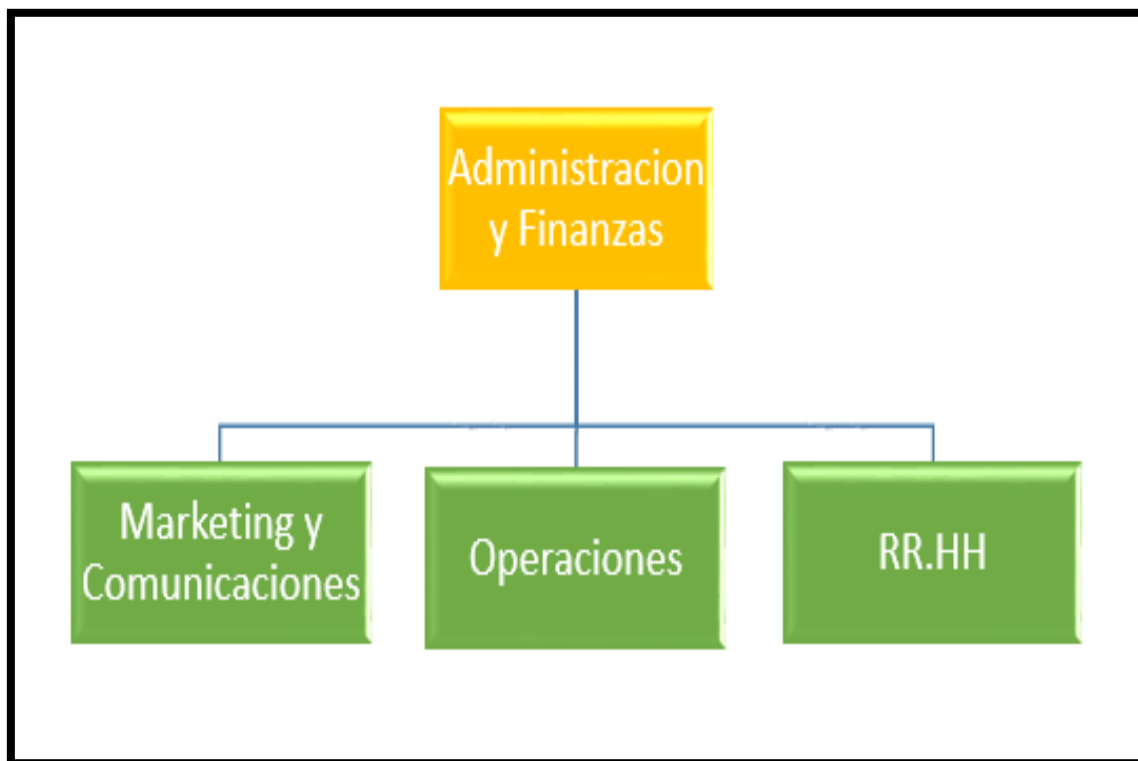 Administracion
y Finanzas
Marketing y
Comunicaciones
Operaciones
RR.HH